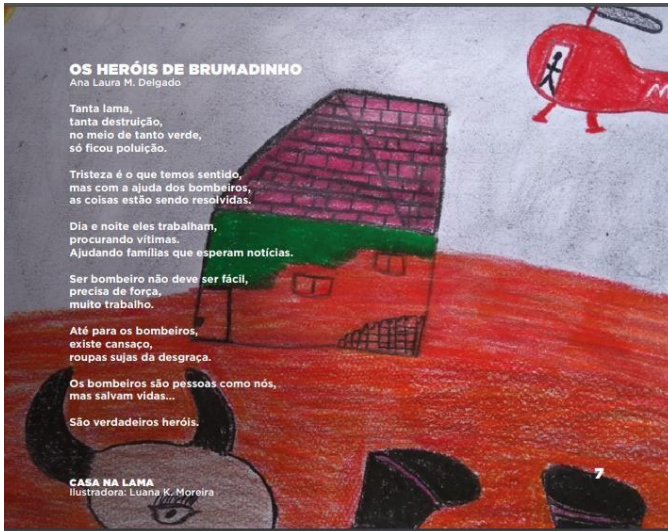 OS HERÓIS DE BRUMADINHO
Ana Laura M. Delgado
Tanta lama,
tanta destruição,
no meio de tanto verde,
só ficou poluição.
Tristeza é o que temos sentido,
mas com a ajuda dos bombeiros,
as coisas estão sendo resolvidas.
Dia e noite eles trabalham,
procurando vítimas.
Ajudando famílias que esperam notícias.
Ser bombeiro não deve ser fácil,
precisa de força,
muito trabalho.
Até para os bombeiros,
existe cansaço,
roupas sujas da desgraça.
Os bombeiros são pessoas como nós,
mas salvam vidas...
São verdadeiros heróis.
CASA NA LAMA
Ilustradora: Luana K. Moreira
7